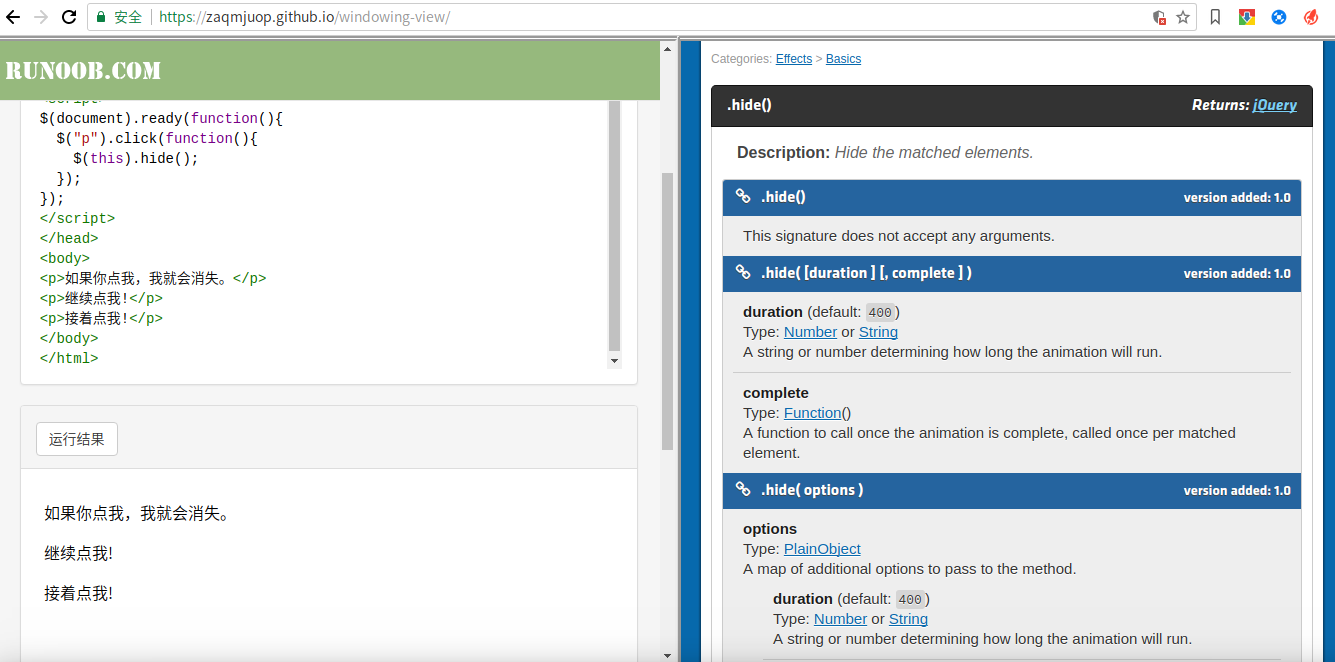 安全 https://zaqmjuop.github.io/windowing-view/
RUNOOB.COM
<script>
$(document).ready(function(){
$("p").click(function(){
$(this).hide();
});
});
</script>
</head>
<body>
<p>如果你点我，我就会消失。</p>
<p>继续点我!</p>
<p>接着点我!</p>
</body>
</html>
运行结果
如果你点我，我就会消失。
继续点我!
接着点我!
Categories: Effects > Basics
.hide() Returns: jQuery
Description: Hide the matched elements.
.hide() version added: 1.0
This signature does not accept any arguments.
.hide( [duration ] [, complete ] ) version added: 1.0
duration (default: 400)
Type: Number or String
A string or number determining how long the animation will run.
complete
Type: Function()
A function to call once the animation is complete, called once per matched
element.
.hide( options ) version added: 1.0
options
Type: PlainObject
A map of additional options to pass to the method.
duration (default: 400)
Type: Number or String
A string or number determining how long the animation will run.